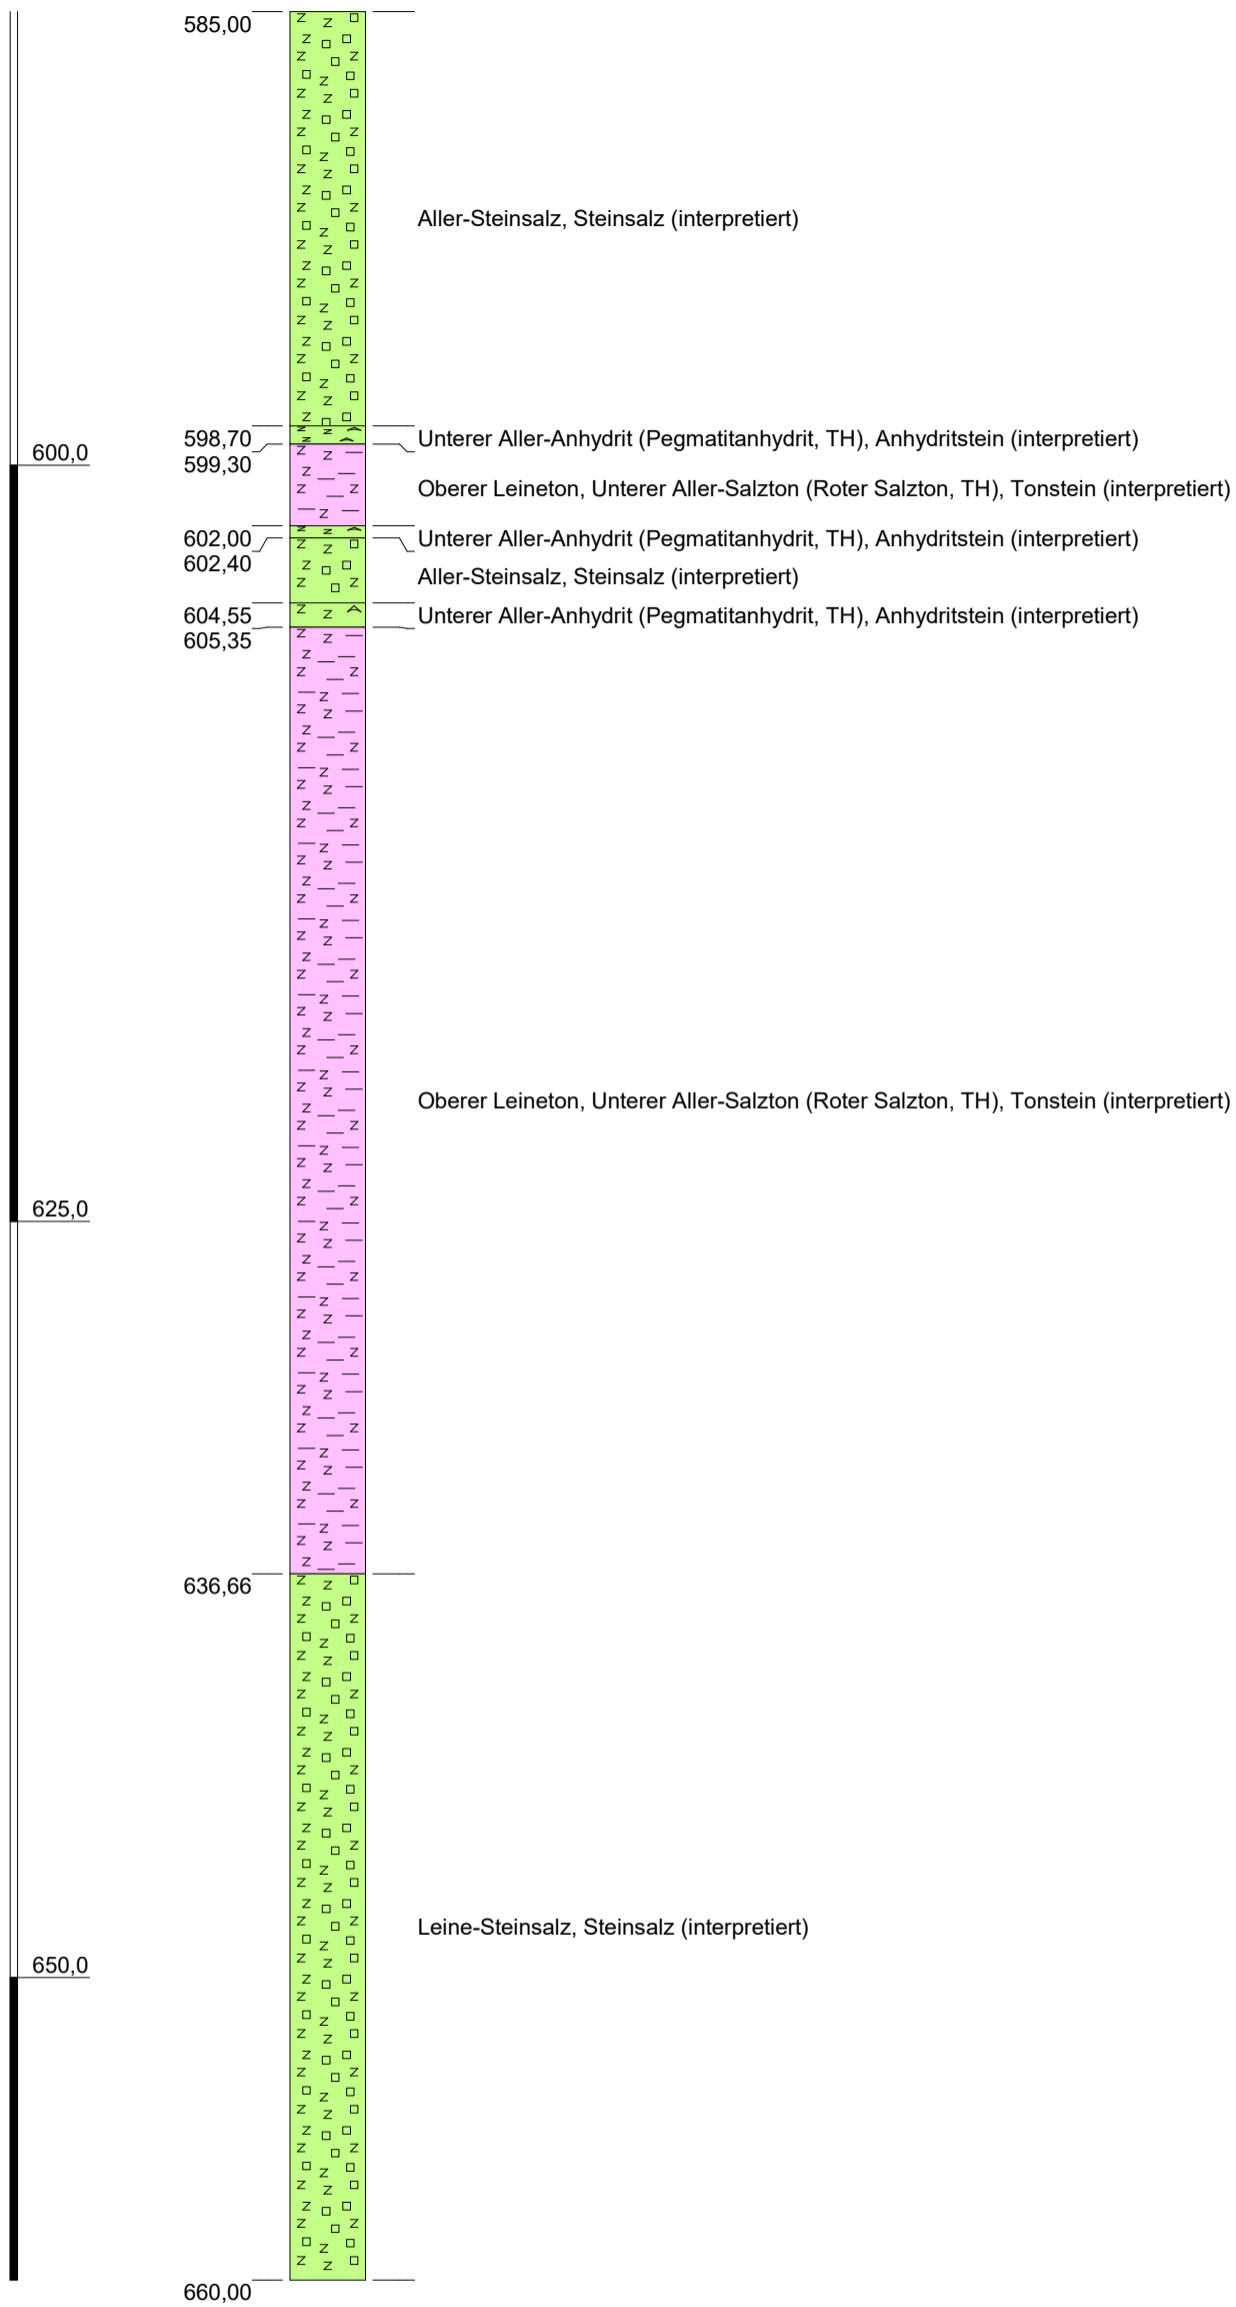 585,00
Aller-Steinsalz, Steinsalz (interpretiert)
598,70
Unterer Aller-Anhydrit (Pegmatitanhydrit, TH), Anhydritstein (interpretiert)
600,0
599,30
Oberer Leineton, Unterer Aller-Salzton (Roter Salzton, TH), Tonstein (interpretiert)
602,00
Unterer Aller-Anhydrit (Pegmatitanhydrit, TH), Anhydritstein (interpretiert)
602,40
Aller-Steinsalz, Steinsalz (interpretiert)
604,55
Unterer Aller-Anhydrit (Pegmatitanhydrit, TH), Anhydritstein (interpretiert)
605,35
Oberer Leineton, Unterer Aller-Salzton (Roter Salzton, TH), Tonstein (interpretiert)
625,0
636,66
Leine-Steinsalz, Steinsalz (interpretiert)
650,0
660,00